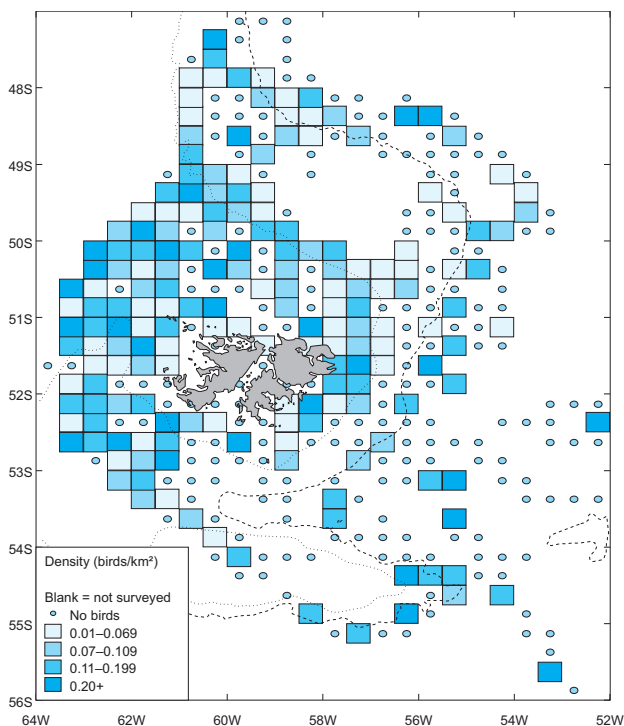 48S
49S
50S
51S
52S
53S
54S
55S
56S
Density (birds/km²)
Blank = not surveyed
No birds
0.01–0.069
0.07–0.109
0.11–0.199
0.20+
64W 62W 60W 58W 56W 54W 52W